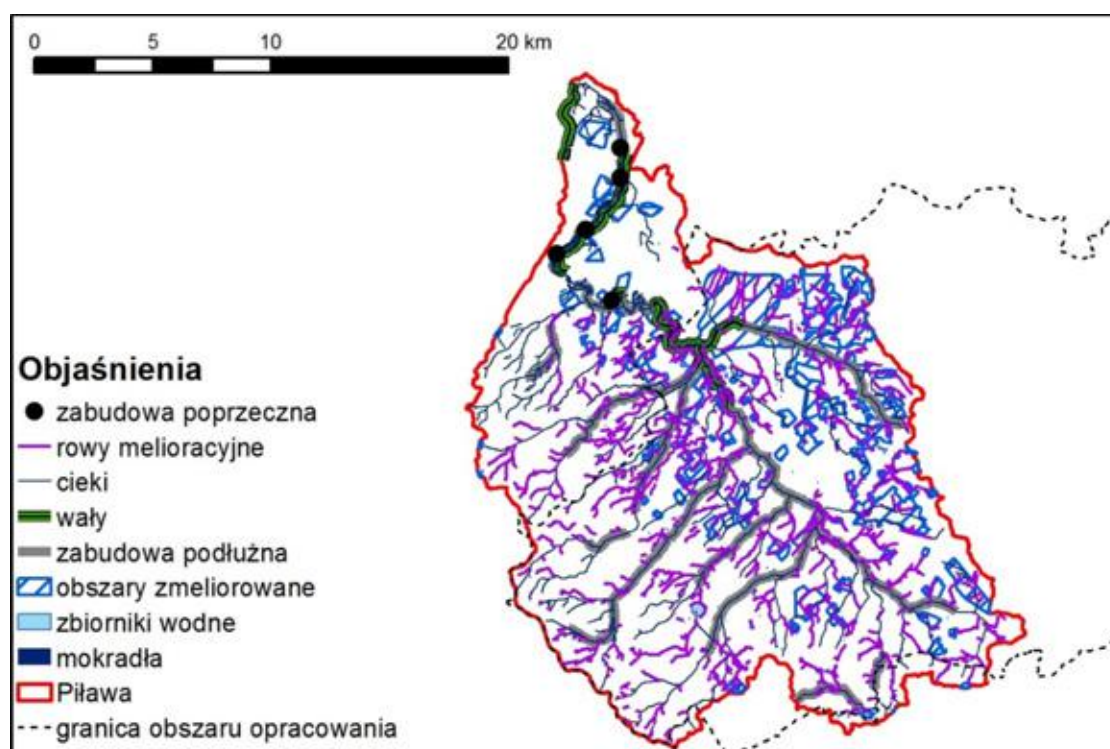 0 5 10 20 km
Objaśnienia
zabudowa poprzeczna
rowy melioracyjne
cieki
wały
zabudowa podłużna
obszary zmeliorowane
zbiorniki wodne
mokradła
Piława
granica obszaru opracowania